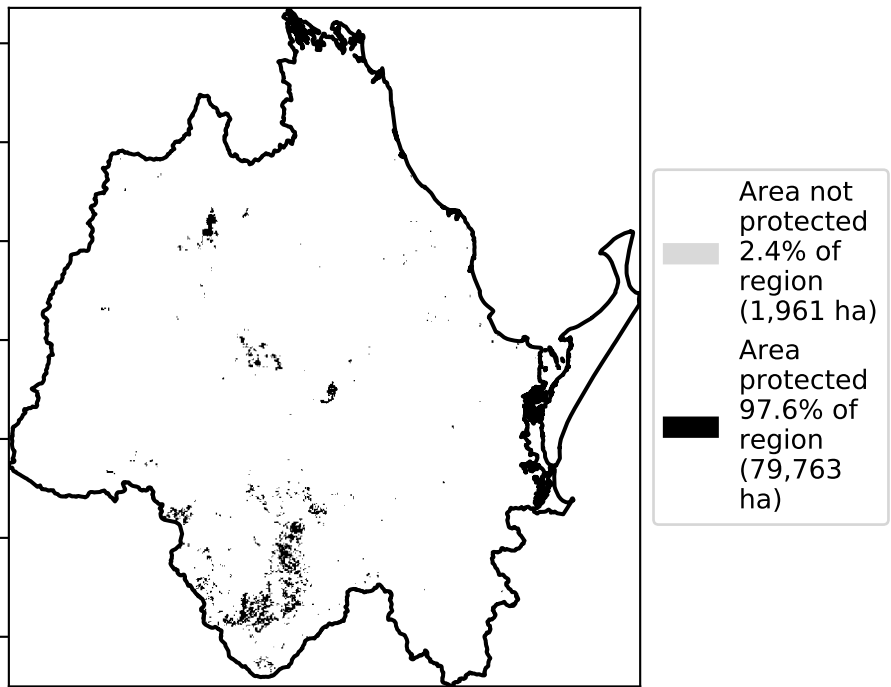 Area not
protected
2.4% of
region
(1,961 ha)
Area
protected
97.6% of
region
(79,763
ha)